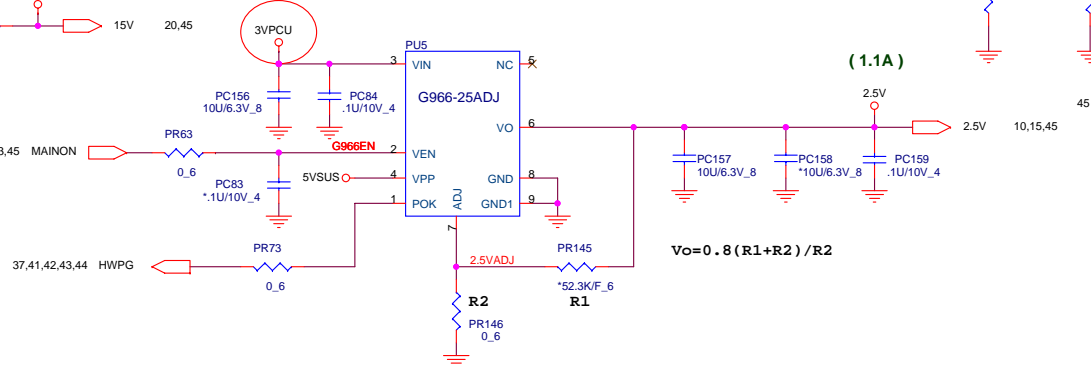 15V 20,45
3VPCU
PU5
3 VIN NC 5
G966-25ADJ
PC156
10U/6.3V_8
PC84
.1U/10V_4
( 1.1A )
2.5V
VO 6
2.5V 10,15,45
45
PR63
0_6
3,45 MAINON
G966EN
2 VEN
PC83
*.1U/10V_4
5VSUS
4 VPP
1 POK
ADJ
7
GND 8
GND1 9
PC157
10U/6.3V_8
PC158
*10U/6.3V_8
PC159
.1U/10V_4
37,41,42,43,44 HWPG
PR73
0_6
2.5VADJ
PR145
*52.3K/F_6
R1
R2
PR146
0_6
Vo=0.8(R1+R2)/R2